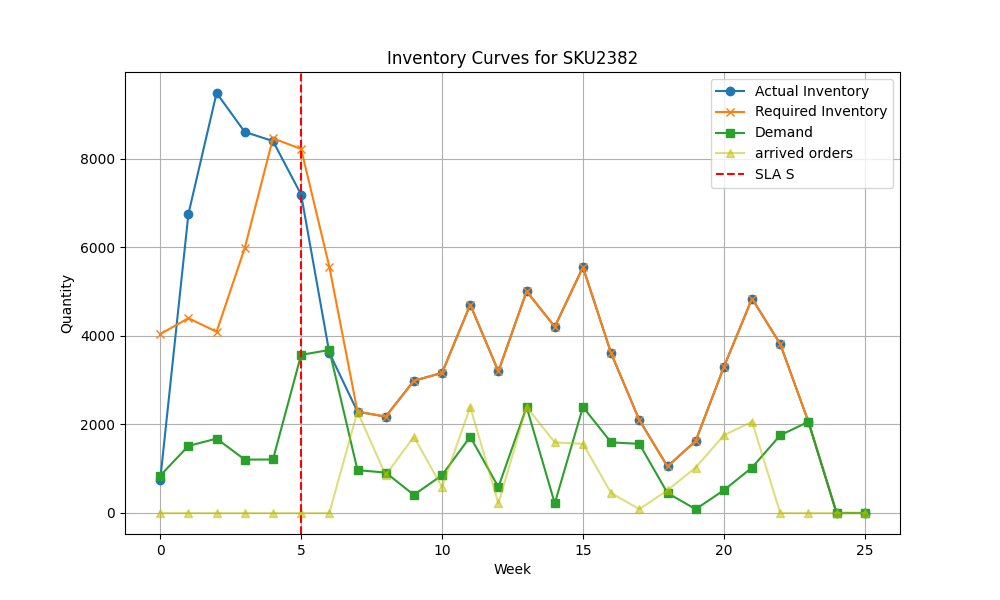 Inventory Curves for SKU2382
Actual Inventory
Required Inventory
Demand
arrived orders
SLA S
Quantity
8000
6000
4000
2000
0
0 5 10 15 20 25
Week